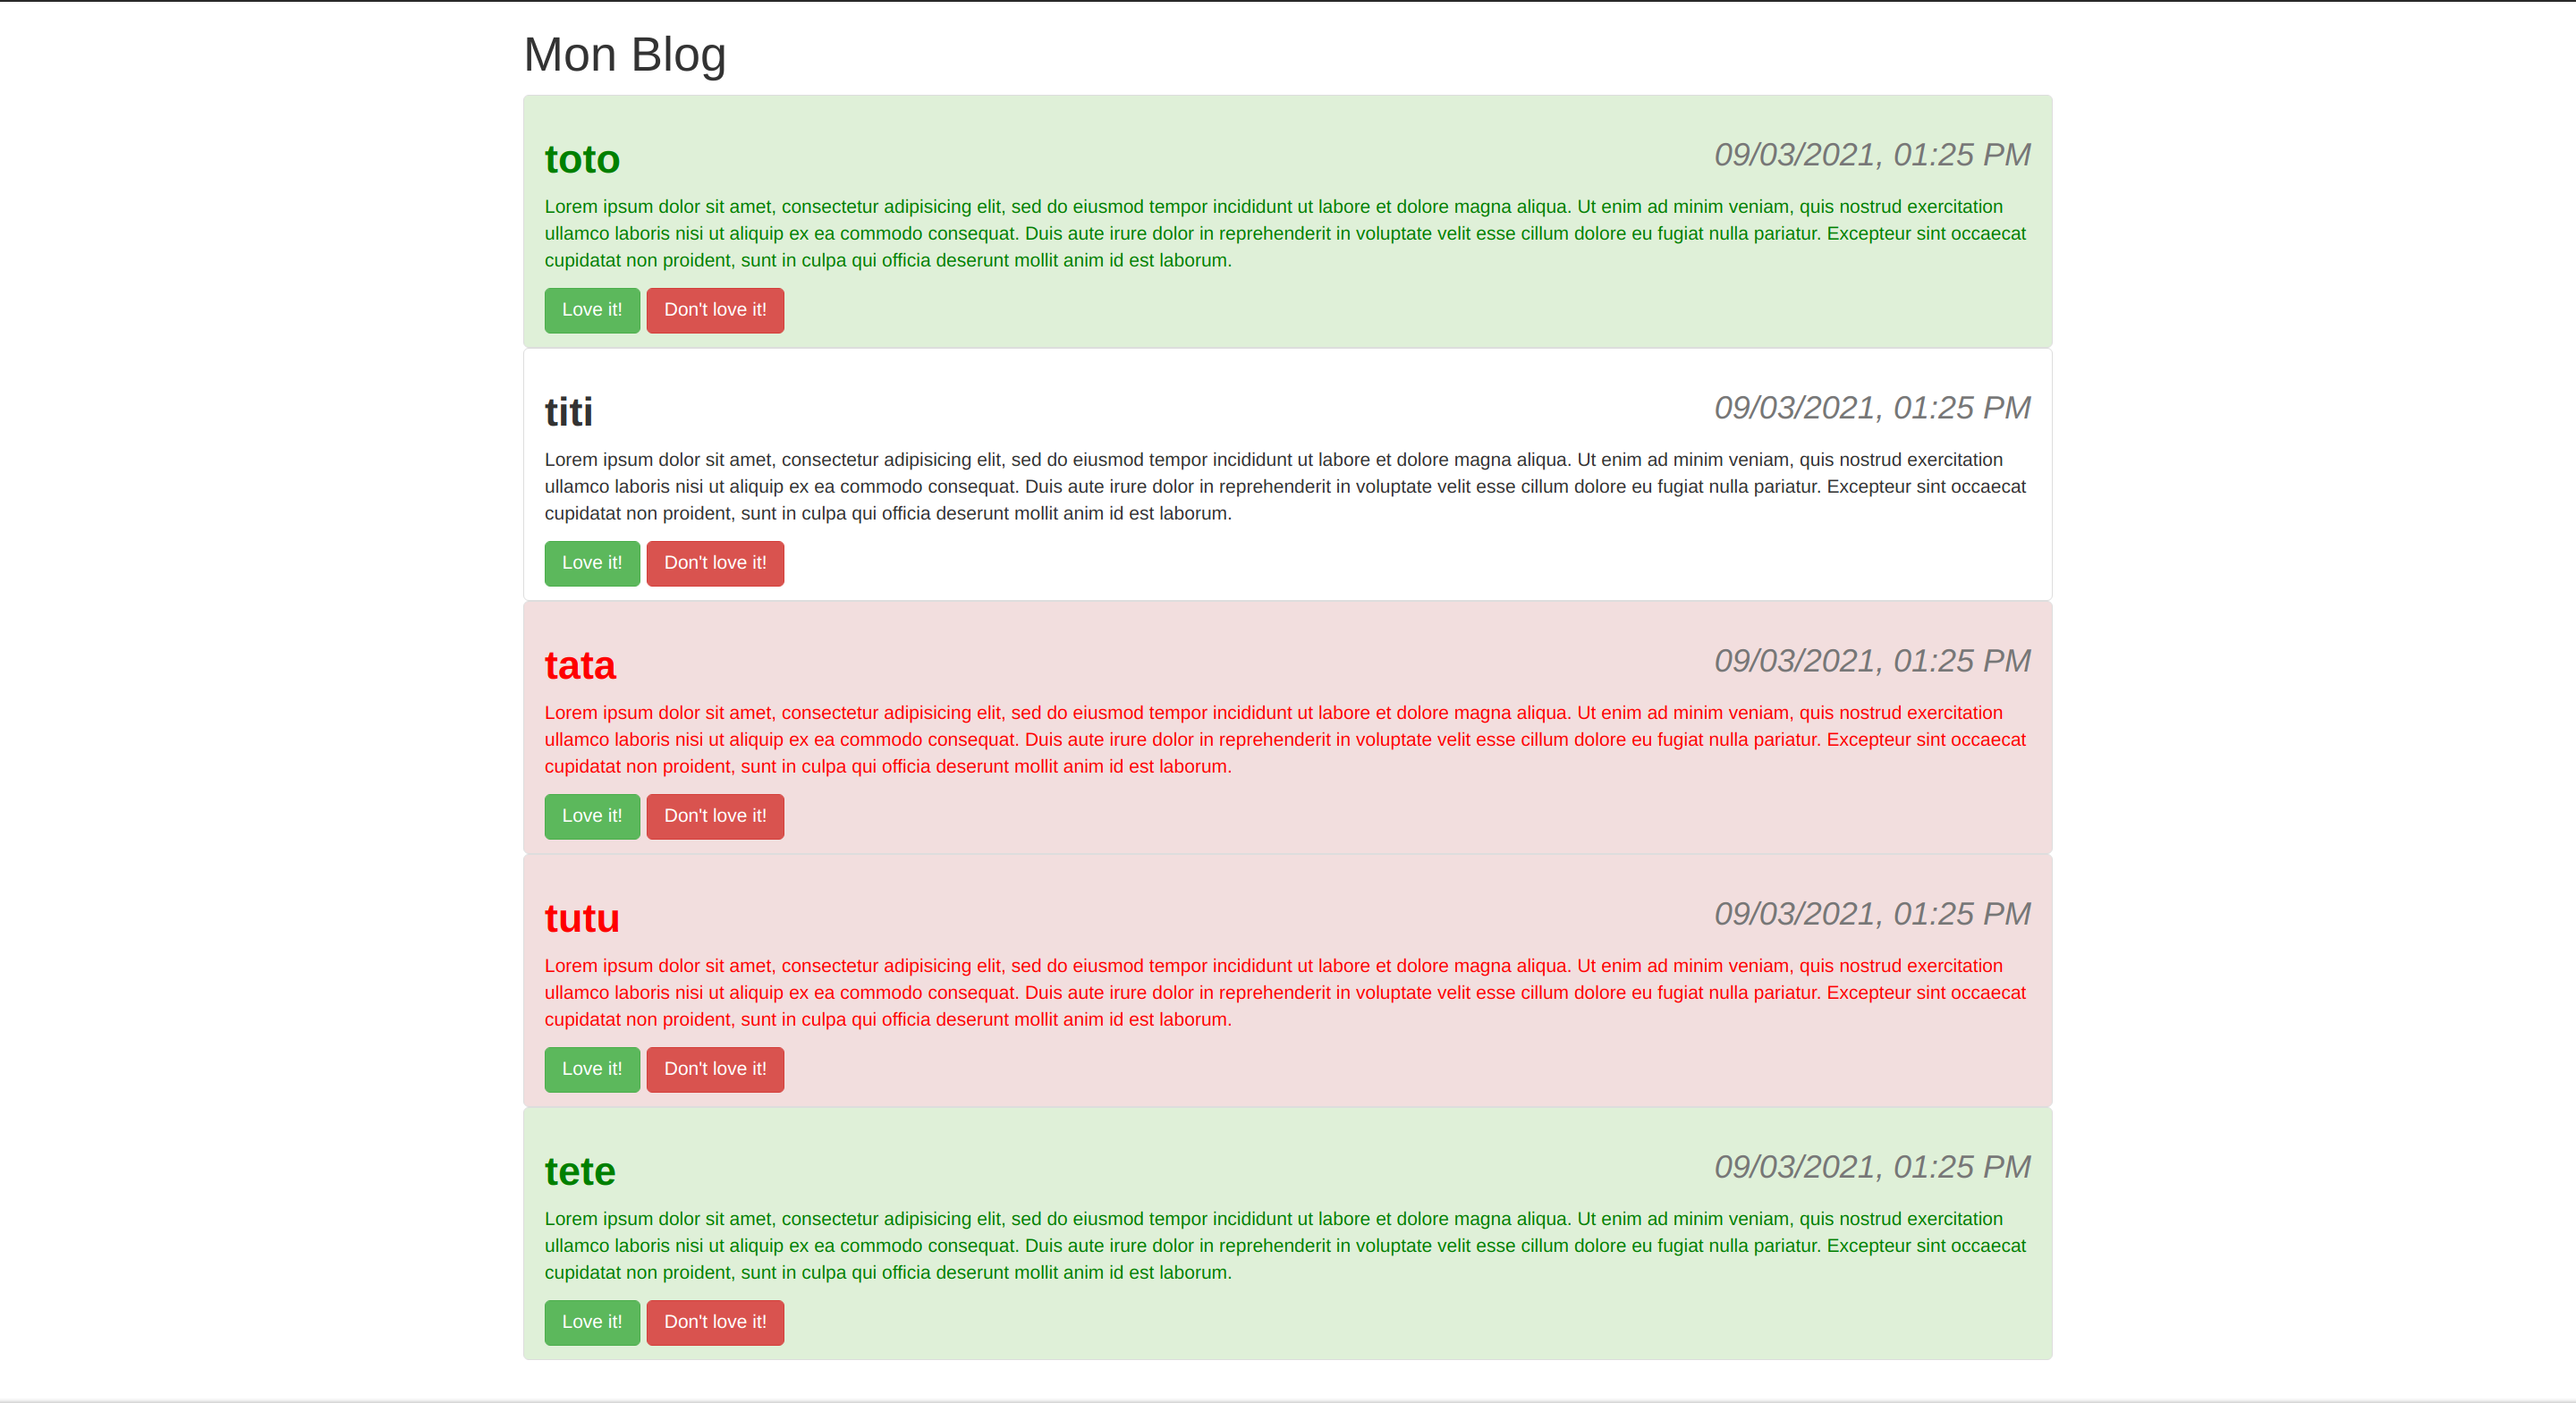 Mon Blog
toto
09/03/2021, 01:25 PM
Lorem ipsum dolor sit amet, consectetur adipisicing elit, sed do eiusmod tempor incididunt ut labore et dolore magna aliqua. Ut enim ad minim veniam, quis nostrud exercitation
ullamco laboris nisi ut aliquip ex ea commodo consequat. Duis aute irure dolor in reprehenderit in voluptate velit esse cillum dolore eu fugiat nulla pariatur. Excepteur sint occaecat
cupidatat non proident, sunt in culpa qui officia deserunt mollit anim id est laborum.
Love it! Don't love it!
titi
09/03/2021, 01:25 PM
Lorem ipsum dolor sit amet, consectetur adipisicing elit, sed do eiusmod tempor incididunt ut labore et dolore magna aliqua. Ut enim ad minim veniam, quis nostrud exercitation
ullamco laboris nisi ut aliquip ex ea commodo consequat. Duis aute irure dolor in reprehenderit in voluptate velit esse cillum dolore eu fugiat nulla pariatur. Excepteur sint occaecat
cupidatat non proident, sunt in culpa qui officia deserunt mollit anim id est laborum.
Love it! Don't love it!
tata
09/03/2021, 01:25 PM
Lorem ipsum dolor sit amet, consectetur adipisicing elit, sed do eiusmod tempor incididunt ut labore et dolore magna aliqua. Ut enim ad minim veniam, quis nostrud exercitation
ullamco laboris nisi ut aliquip ex ea commodo consequat. Duis aute irure dolor in reprehenderit in voluptate velit esse cillum dolore eu fugiat nulla pariatur. Excepteur sint occaecat
cupidatat non proident, sunt in culpa qui officia deserunt mollit anim id est laborum.
Love it! Don't love it!
tutu
09/03/2021, 01:25 PM
Lorem ipsum dolor sit amet, consectetur adipisicing elit, sed do eiusmod tempor incididunt ut labore et dolore magna aliqua. Ut enim ad minim veniam, quis nostrud exercitation
ullamco laboris nisi ut aliquip ex ea commodo consequat. Duis aute irure dolor in reprehenderit in voluptate velit esse cillum dolore eu fugiat nulla pariatur. Excepteur sint occaecat
cupidatat non proident, sunt in culpa qui officia deserunt mollit anim id est laborum.
Love it! Don't love it!
tete
09/03/2021, 01:25 PM
Lorem ipsum dolor sit amet, consectetur adipisicing elit, sed do eiusmod tempor incididunt ut labore et dolore magna aliqua. Ut enim ad minim veniam, quis nostrud exercitation
ullamco laboris nisi ut aliquip ex ea commodo consequat. Duis aute irure dolor in reprehenderit in voluptate velit esse cillum dolore eu fugiat nulla pariatur. Excepteur sint occaecat
cupidatat non proident, sunt in culpa qui officia deserunt mollit anim id est laborum.
Love it! Don't love it!